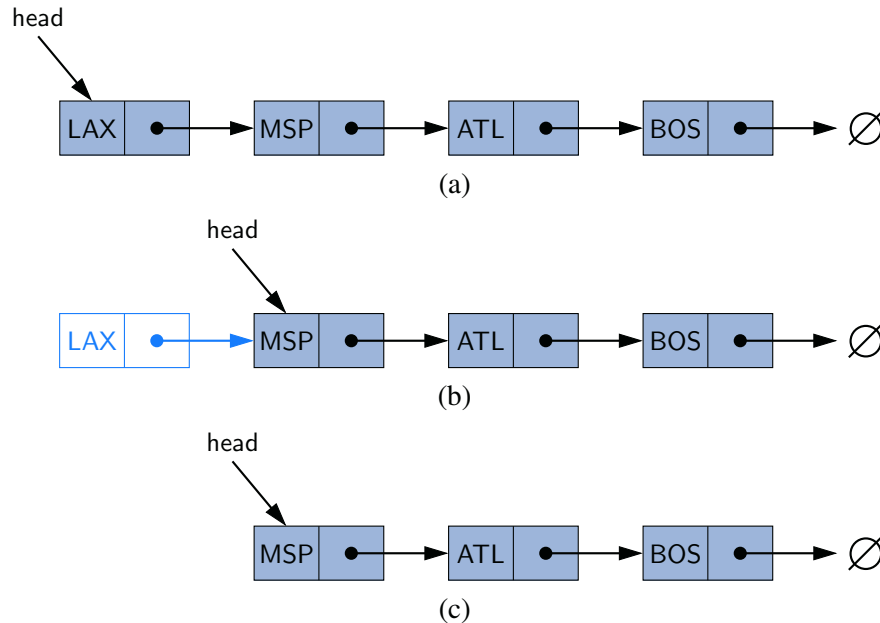 head
LAX MSP ATL BOS ∅
(a)
head
LAX MSP ATL BOS ∅
(b)
head
MSP ATL BOS ∅
(c)